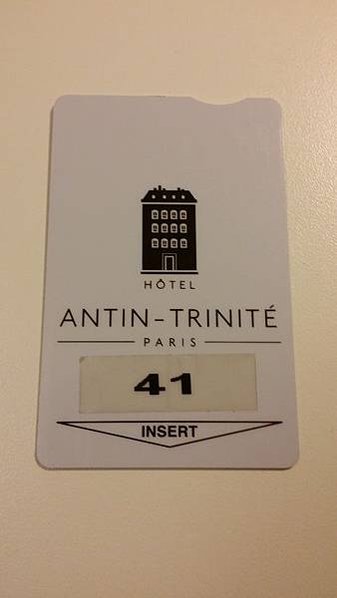 HÔTEL
ANTIN-TRINITÉ
PARIS
41
INSERT